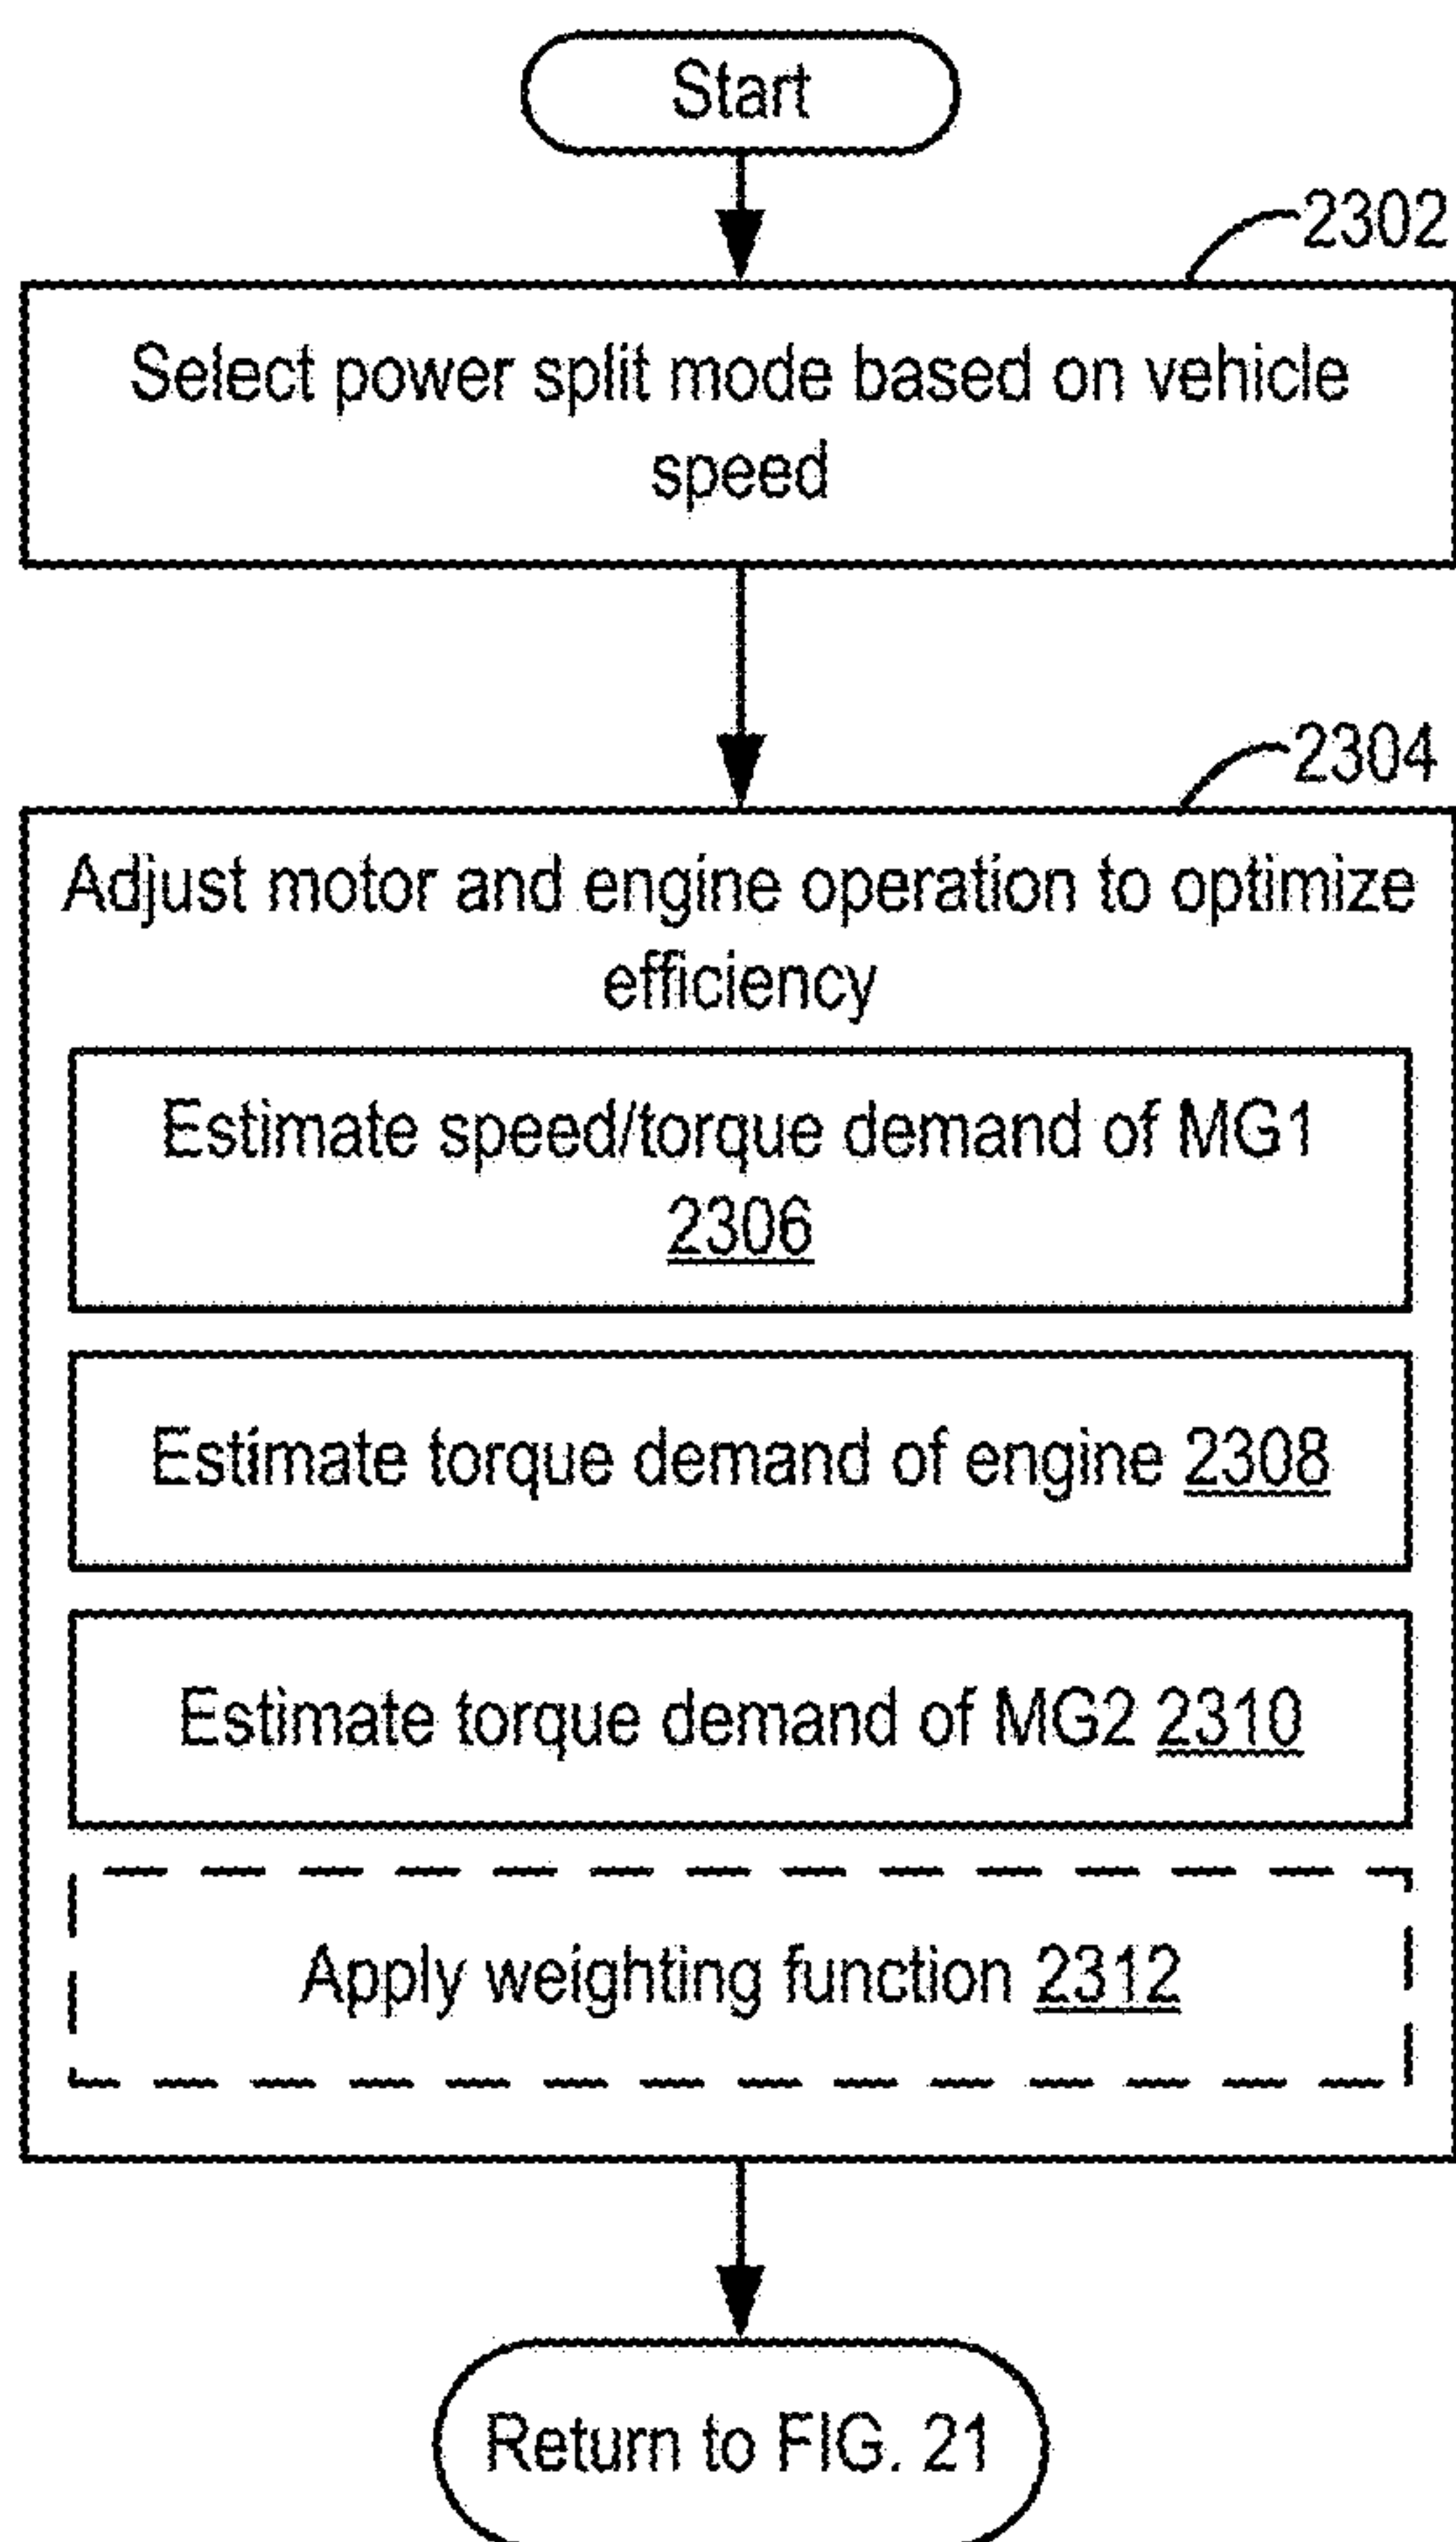 Start
2302
Select power split mode based on vehicle
speed
2304
Adjust motor and engine operation to optimize
efficiency
Estimate speed/torque demand of MG1
2306
Estimate torque demand of engine 2308
Estimate torque demand of MG2 2310
Apply weighting function 2312
Return to FIG. 21